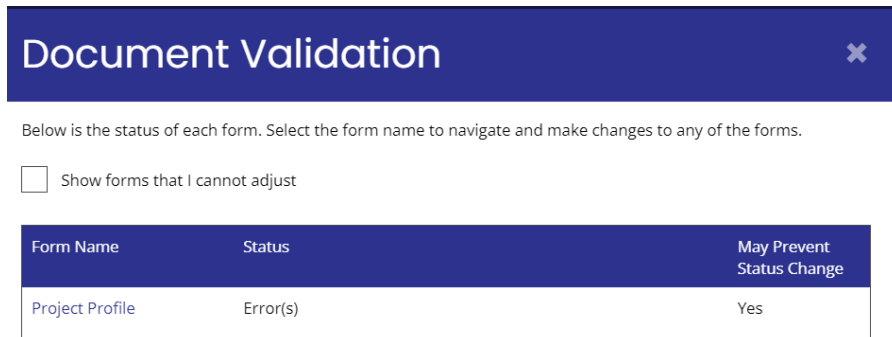 Document Validation
Below is the status of each form. Select the form name to navigate and make changes to any of the forms.
Show forms that I cannot adjust
Form Name Status May Prevent
Status Change
Project Profile Error(s) Yes